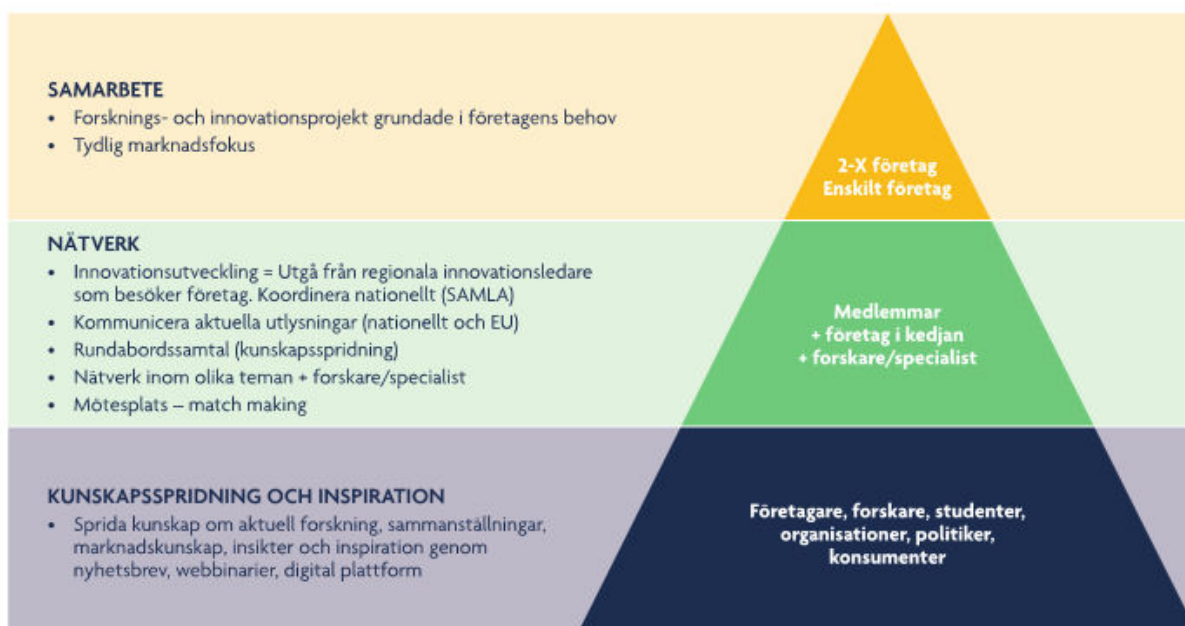 SAMARBETE
• Forsknings- och innovationsprojekt grundade i företagens behov
• Tydlig marknadsfokus
2-X företag
Enskilt företag
NÄTVERK
• Innovationsutveckling = Utgå från regionala innovationsledare
som besöker företag. Koordinera nationellt (SAMLA)
• Kommunicera aktuella utlysningar (nationellt och EU)
• Rundabordssamtal (kunskapsspridning)
• Nätverk inom olika teman + forskare/specialist
• Mötesplats – match making
Medlemmar
+ företag i kedjan
+ forskare/specialist
KUNSKAPSSPRIDNING OCH INSPIRATION
• Sprida kunskap om aktuell forskning, sammanställningar,
marknadskunskap, insikter och inspiration genom
nyhetsbrev, webbinarier, digital plattform
Företagare, forskare, studenter,
organisationer, politiker,
konsumenter